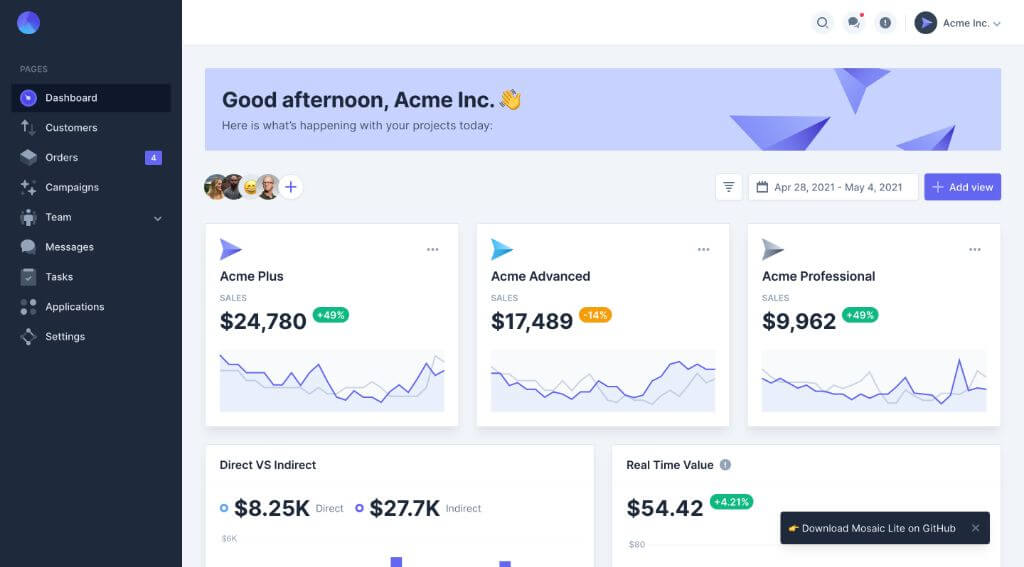 Acme Inc.
PAGES
Dashboard
Customers
Orders
4
Campaigns
Team
Messages
Tasks
Applications
Settings
Good afternoon, Acme Inc. 👋
Here is what's happening with your projects today:
Apr 28, 2021 - May 4, 2021
Add view
Acme Plus
SALES
$24,780 +49%
Acme Advanced
SALES
$17,489 -14%
Acme Professional
SALES
$9,962 +49%
Direct VS Indirect
$8.25K Direct $27.7K Indirect
$6K
Real Time Value
$54.42 +4.21%
$80
👉 Download Mosaic Lite on GitHub